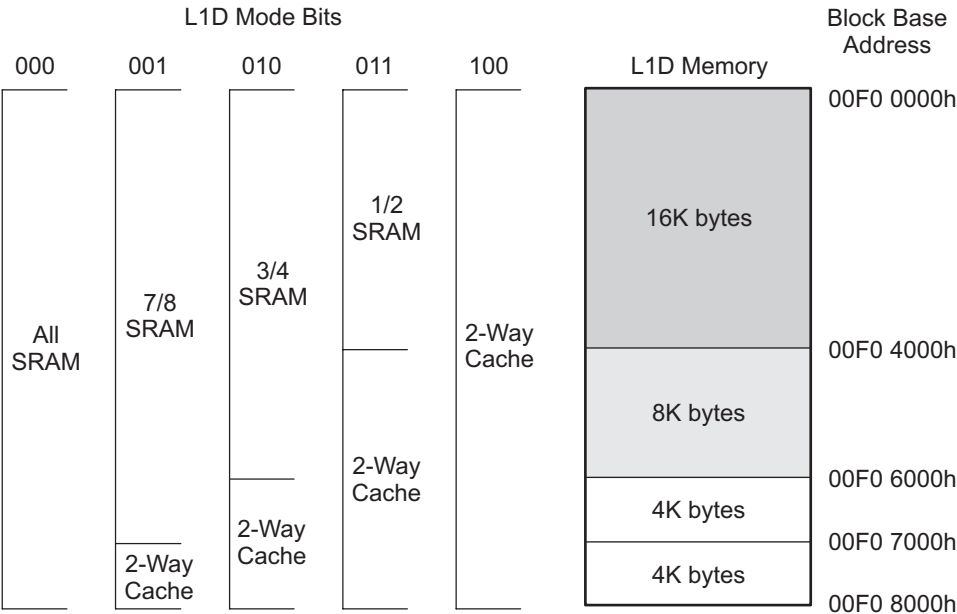 L1D Mode Bits
Block Base
Address
000 001 010 011 100 L1D Memory
00F0 0000h
1/2
SRAM
16K bytes
3/4
SRAM
7/8
SRAM
All
SRAM
2-Way
Cache
00F0 4000h
8K bytes
2-Way
Cache
00F0 6000h
4K bytes
2-Way
Cache
00F0 7000h
2-Way
Cache
4K bytes
00F0 8000h